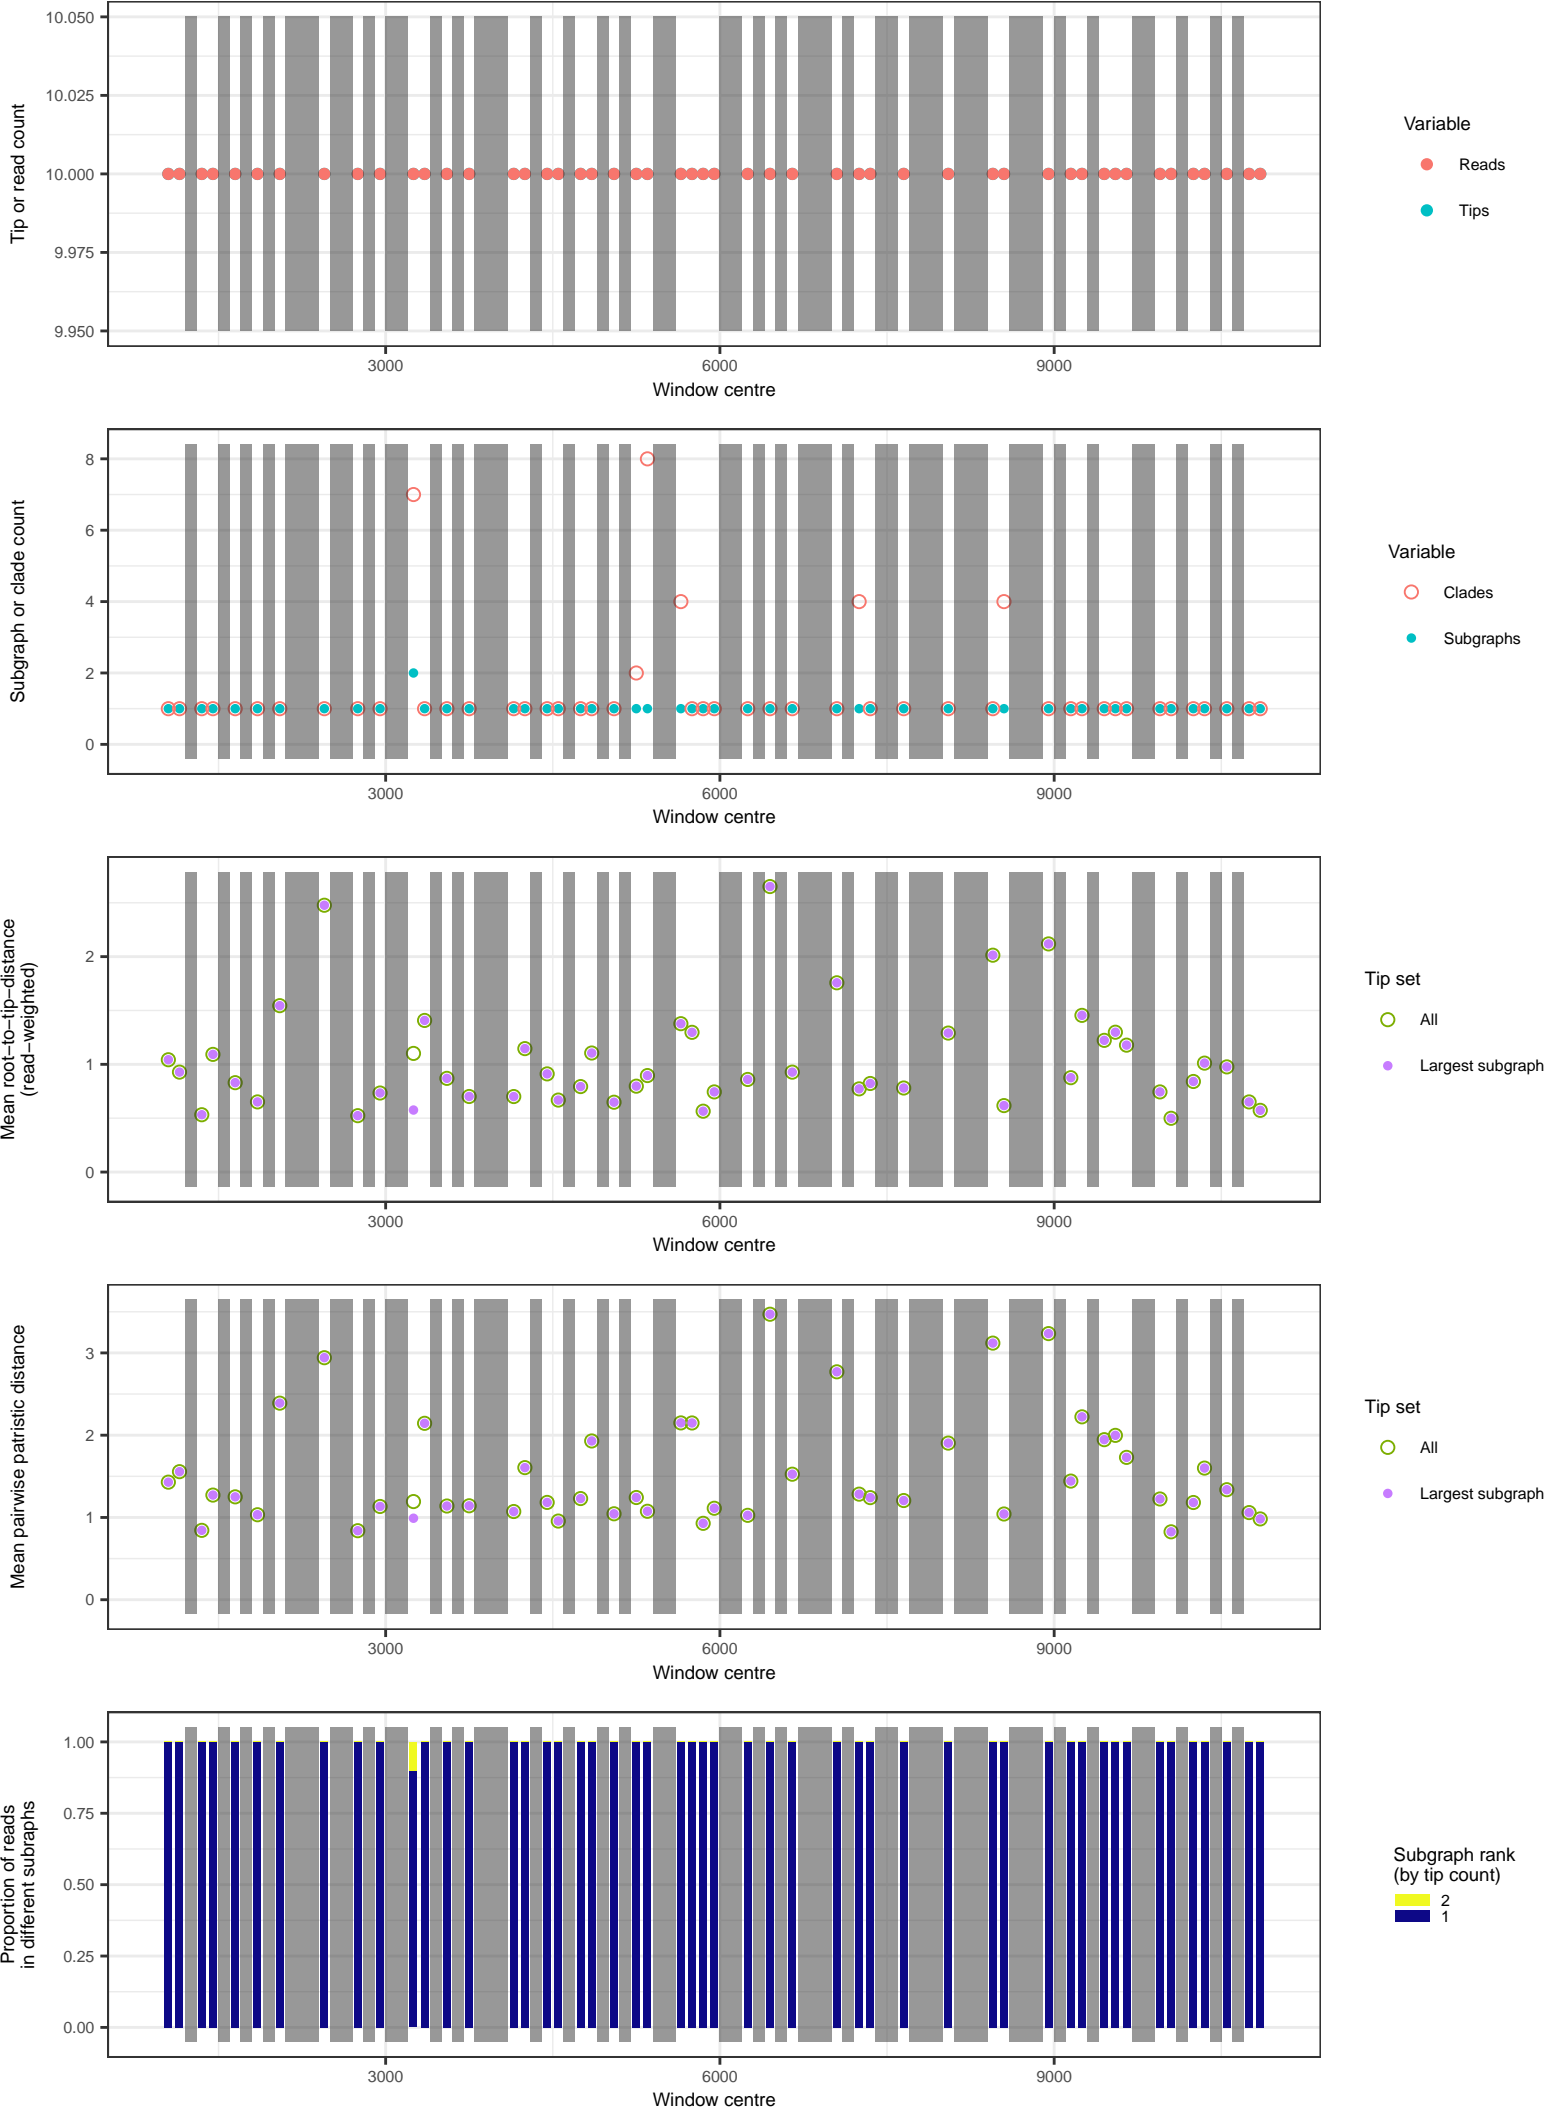 10.050
10.025
10.000
9.975
9.950
Tip or read count
3000
6000
9000
Window centre
Variable
Reads
Tips
8
6
4
2
0
Subgraph or clade count
3000
6000
9000
Window centre
Variable
Clades
Subgraphs
2
1
0
Mean root−to−tip−distance
(read−weighted)
3000
6000
9000
Window centre
Tip set
All
Largest subgraph
3
2
1
0
Mean pairwise patristic distance
3000
6000
9000
Window centre
Tip set
All
Largest subgraph
1.00
0.75
0.50
0.25
0.00
Proportion of reads
in different subraphs
3000
6000
9000
Window centre
Subgraph rank
(by tip count)
2
1